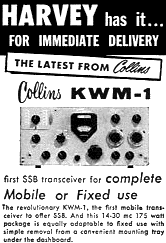 HARVEY has it...
FOR IMMEDIATE DELIVERY
THE LATEST FROM Collins
Collins KWM-1
first SSB transceiver for complete
Mobile or Fixed use
The revolutionary KWM-1, the first mobile trans-
ceiver to offer SSB. And this 14-30 mc 175 watt
package is equally adaptable to fixed use with
simple removal from a convenient mounting tray
under the dashboard.